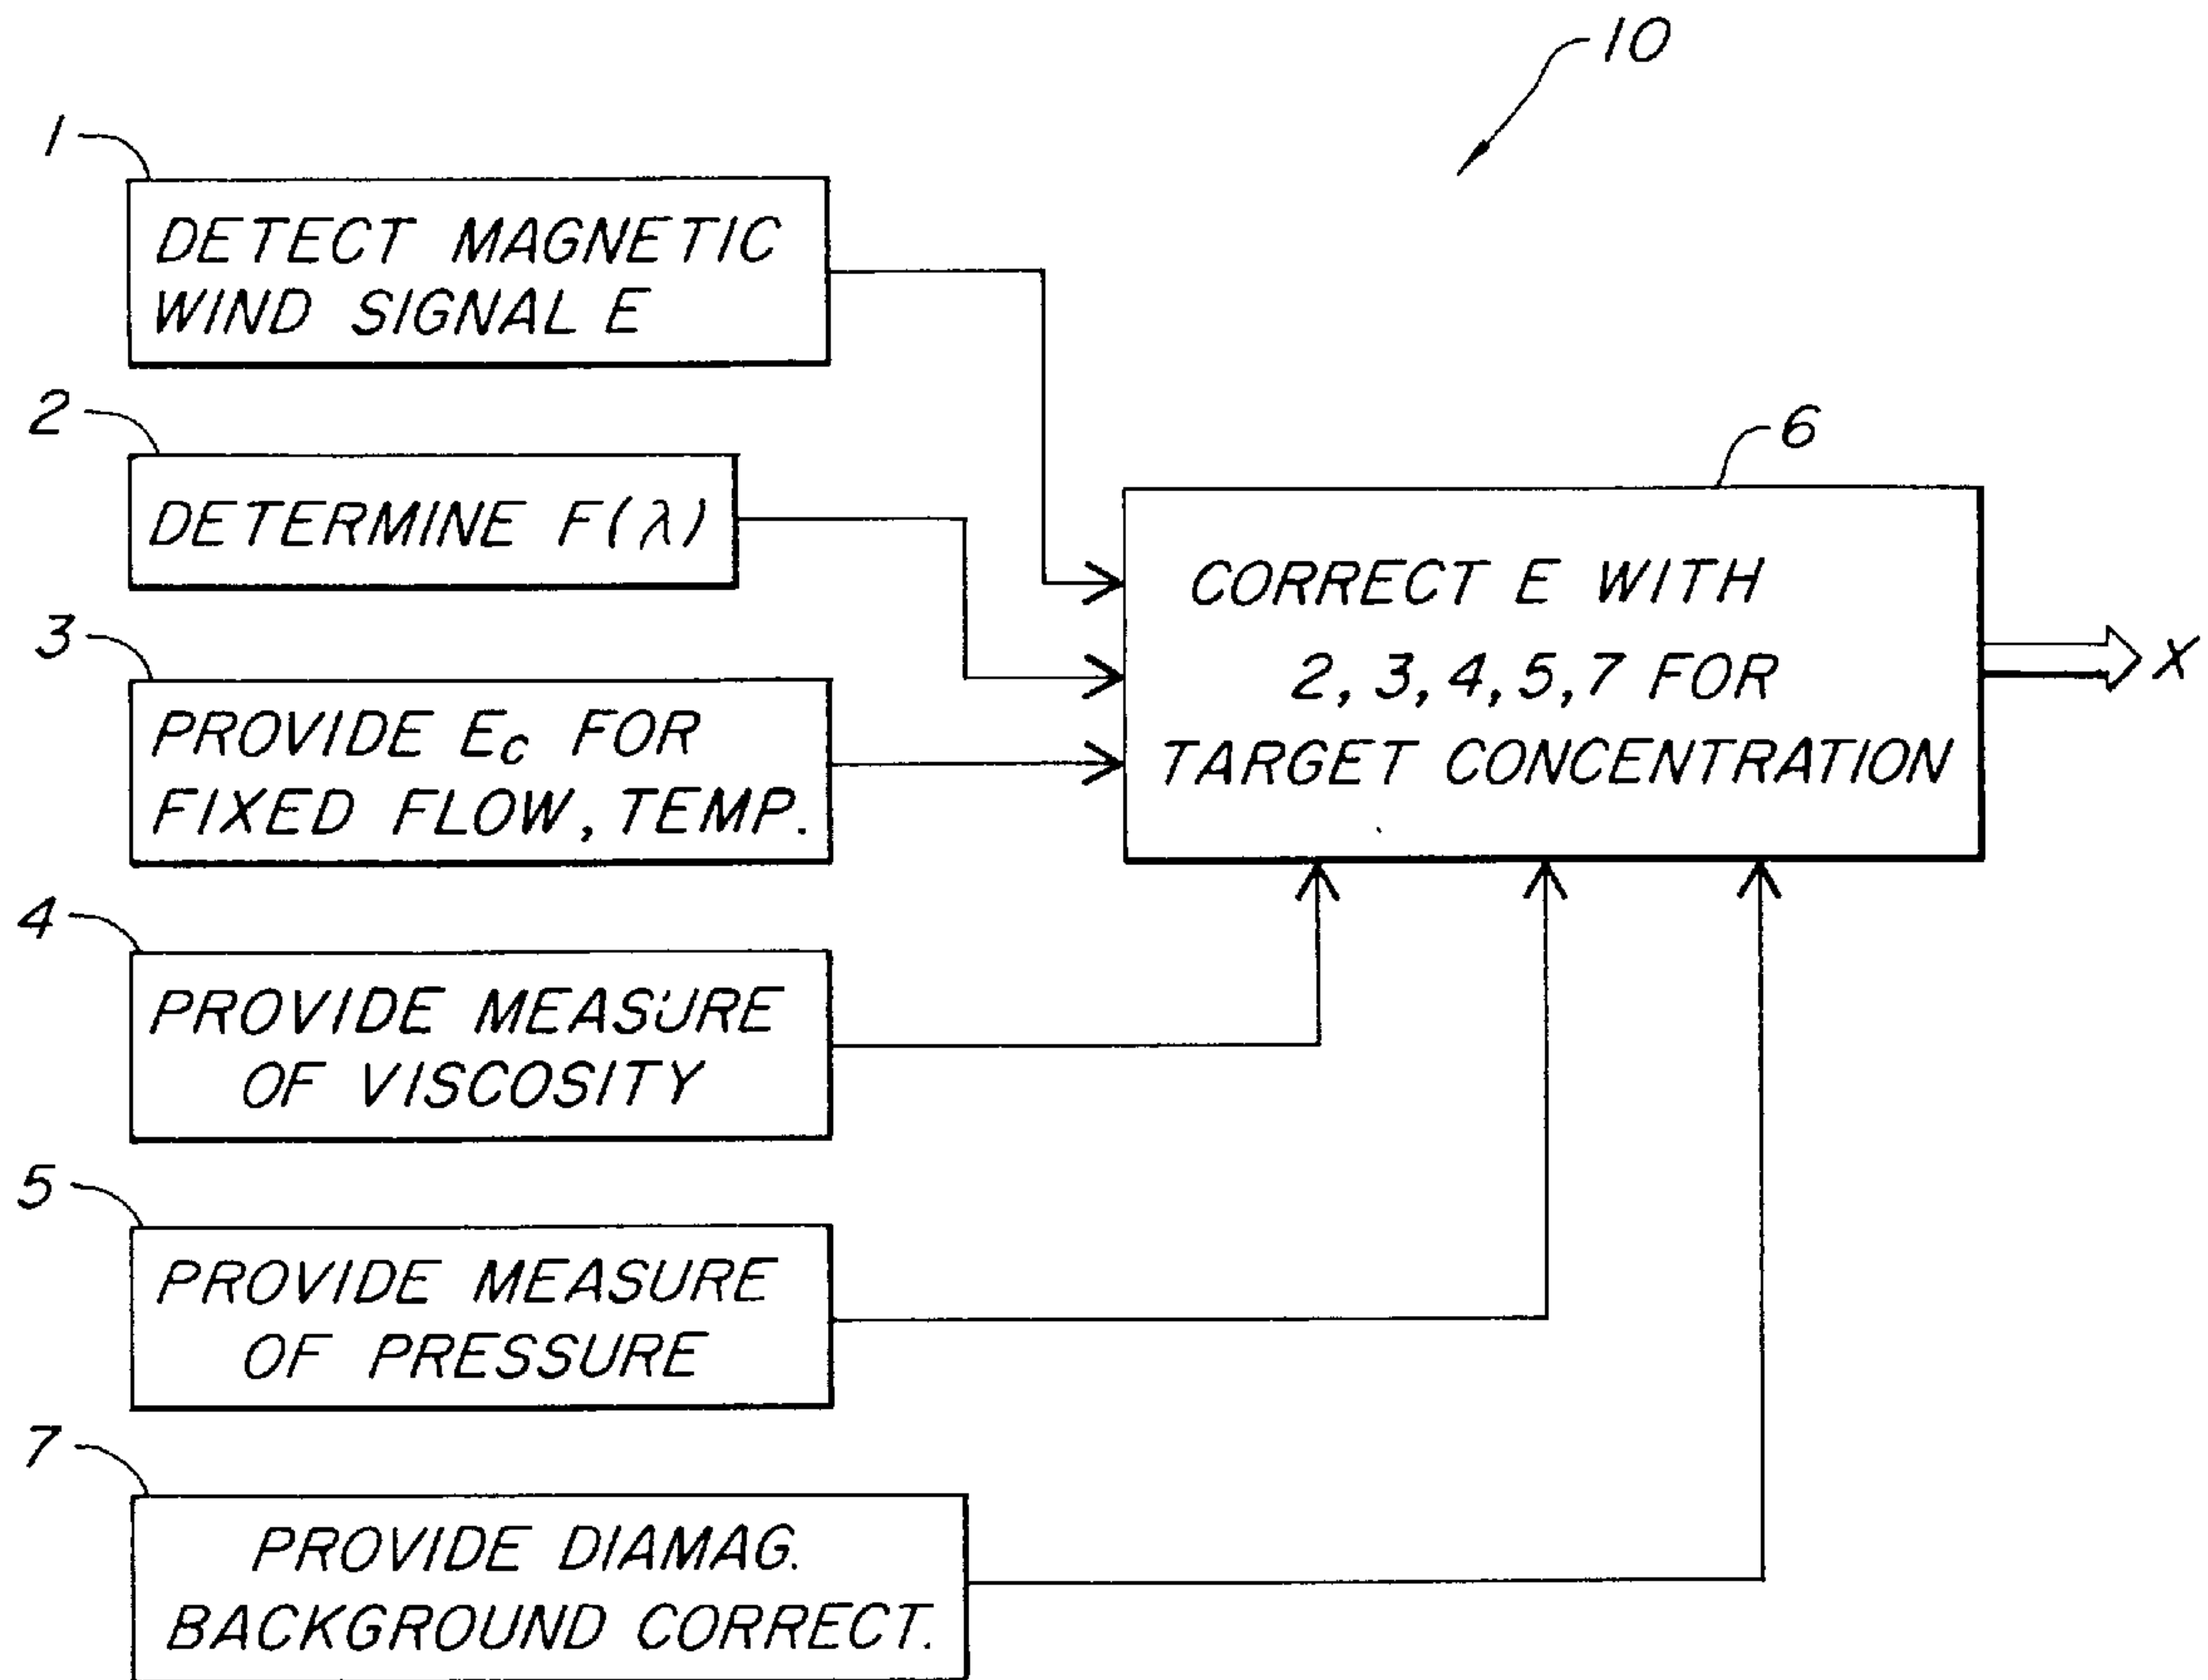 10
1
DETECT MAGNETIC
WIND SIGNAL E
2
DETERMINE F(λ)
3
PROVIDE Ec FOR
FIXED FLOW, TEMP.
4
PROVIDE MEASURE
OF VISCOSITY
5
PROVIDE MEASURE
OF PRESSURE
7
PROVIDE DIAMAG.
BACKGROUND CORRECT.
6
CORRECT E WITH
2, 3, 4, 5, 7 FOR
TARGET CONCENTRATION
X